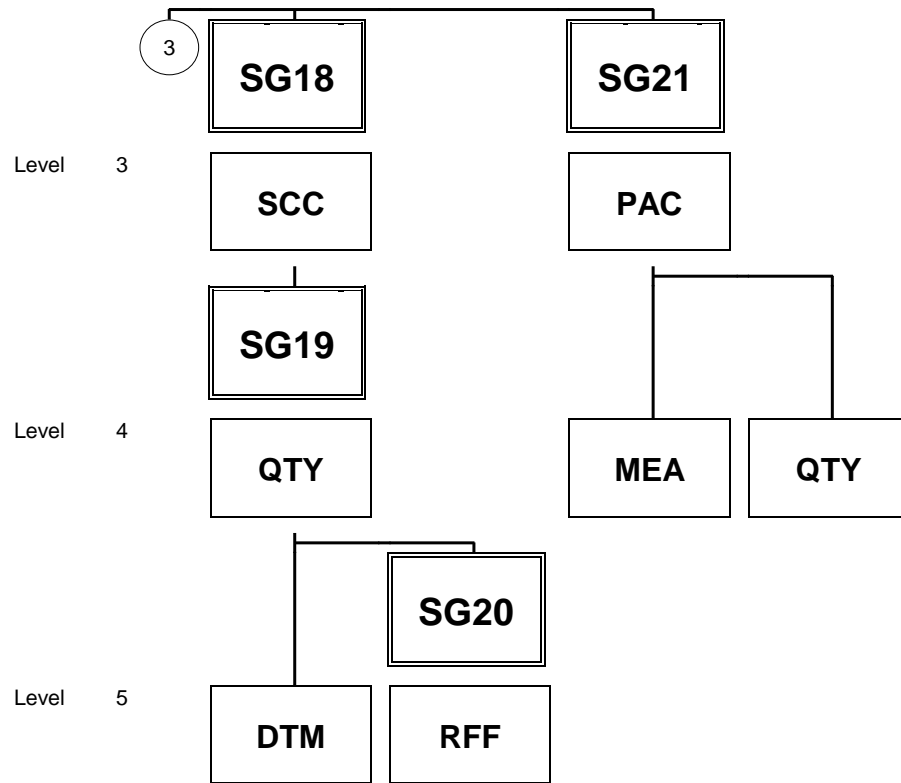 3
SG18 SG21
Level 3
SCC PAC
SG19
Level 4
QTY MEA QTY
SG20
Level 5
DTM RFF